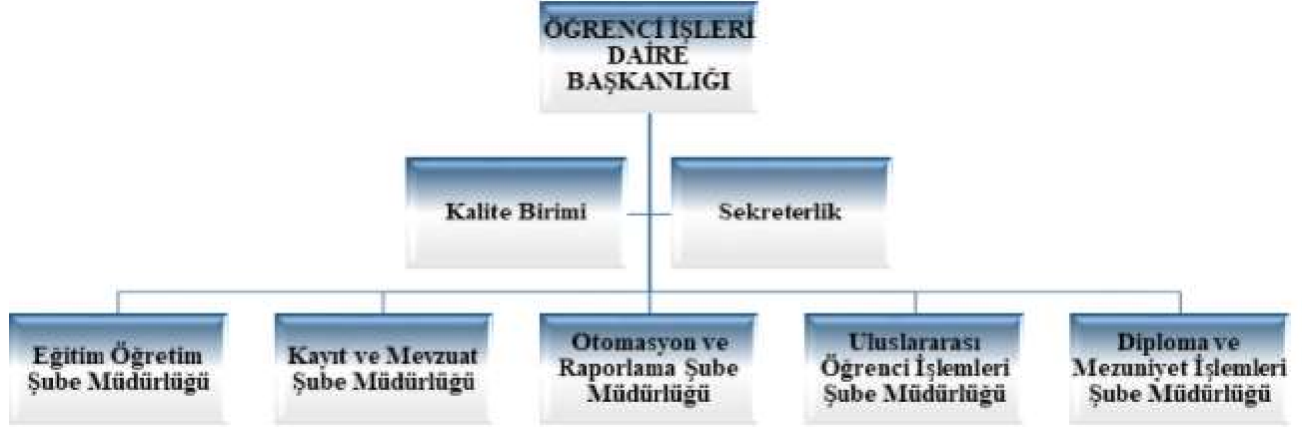 ÖĞRENCİ İŞLERİ
DAİRE
BAŞKANLIĞI
Kalite Birimi
Sekreterlik
Eğitim Öğretim
Şube Müdürlüğü
Kayıt ve Mevzuat
Şube Müdürlüğü
Otomasyon ve
Raporlama Şube
Müdürlüğü
Uluslararası
Öğrenci İşlemleri
Şube Müdürlüğü
Diploma ve
Mezuniyet İşlemleri
Şube Müdürlüğü